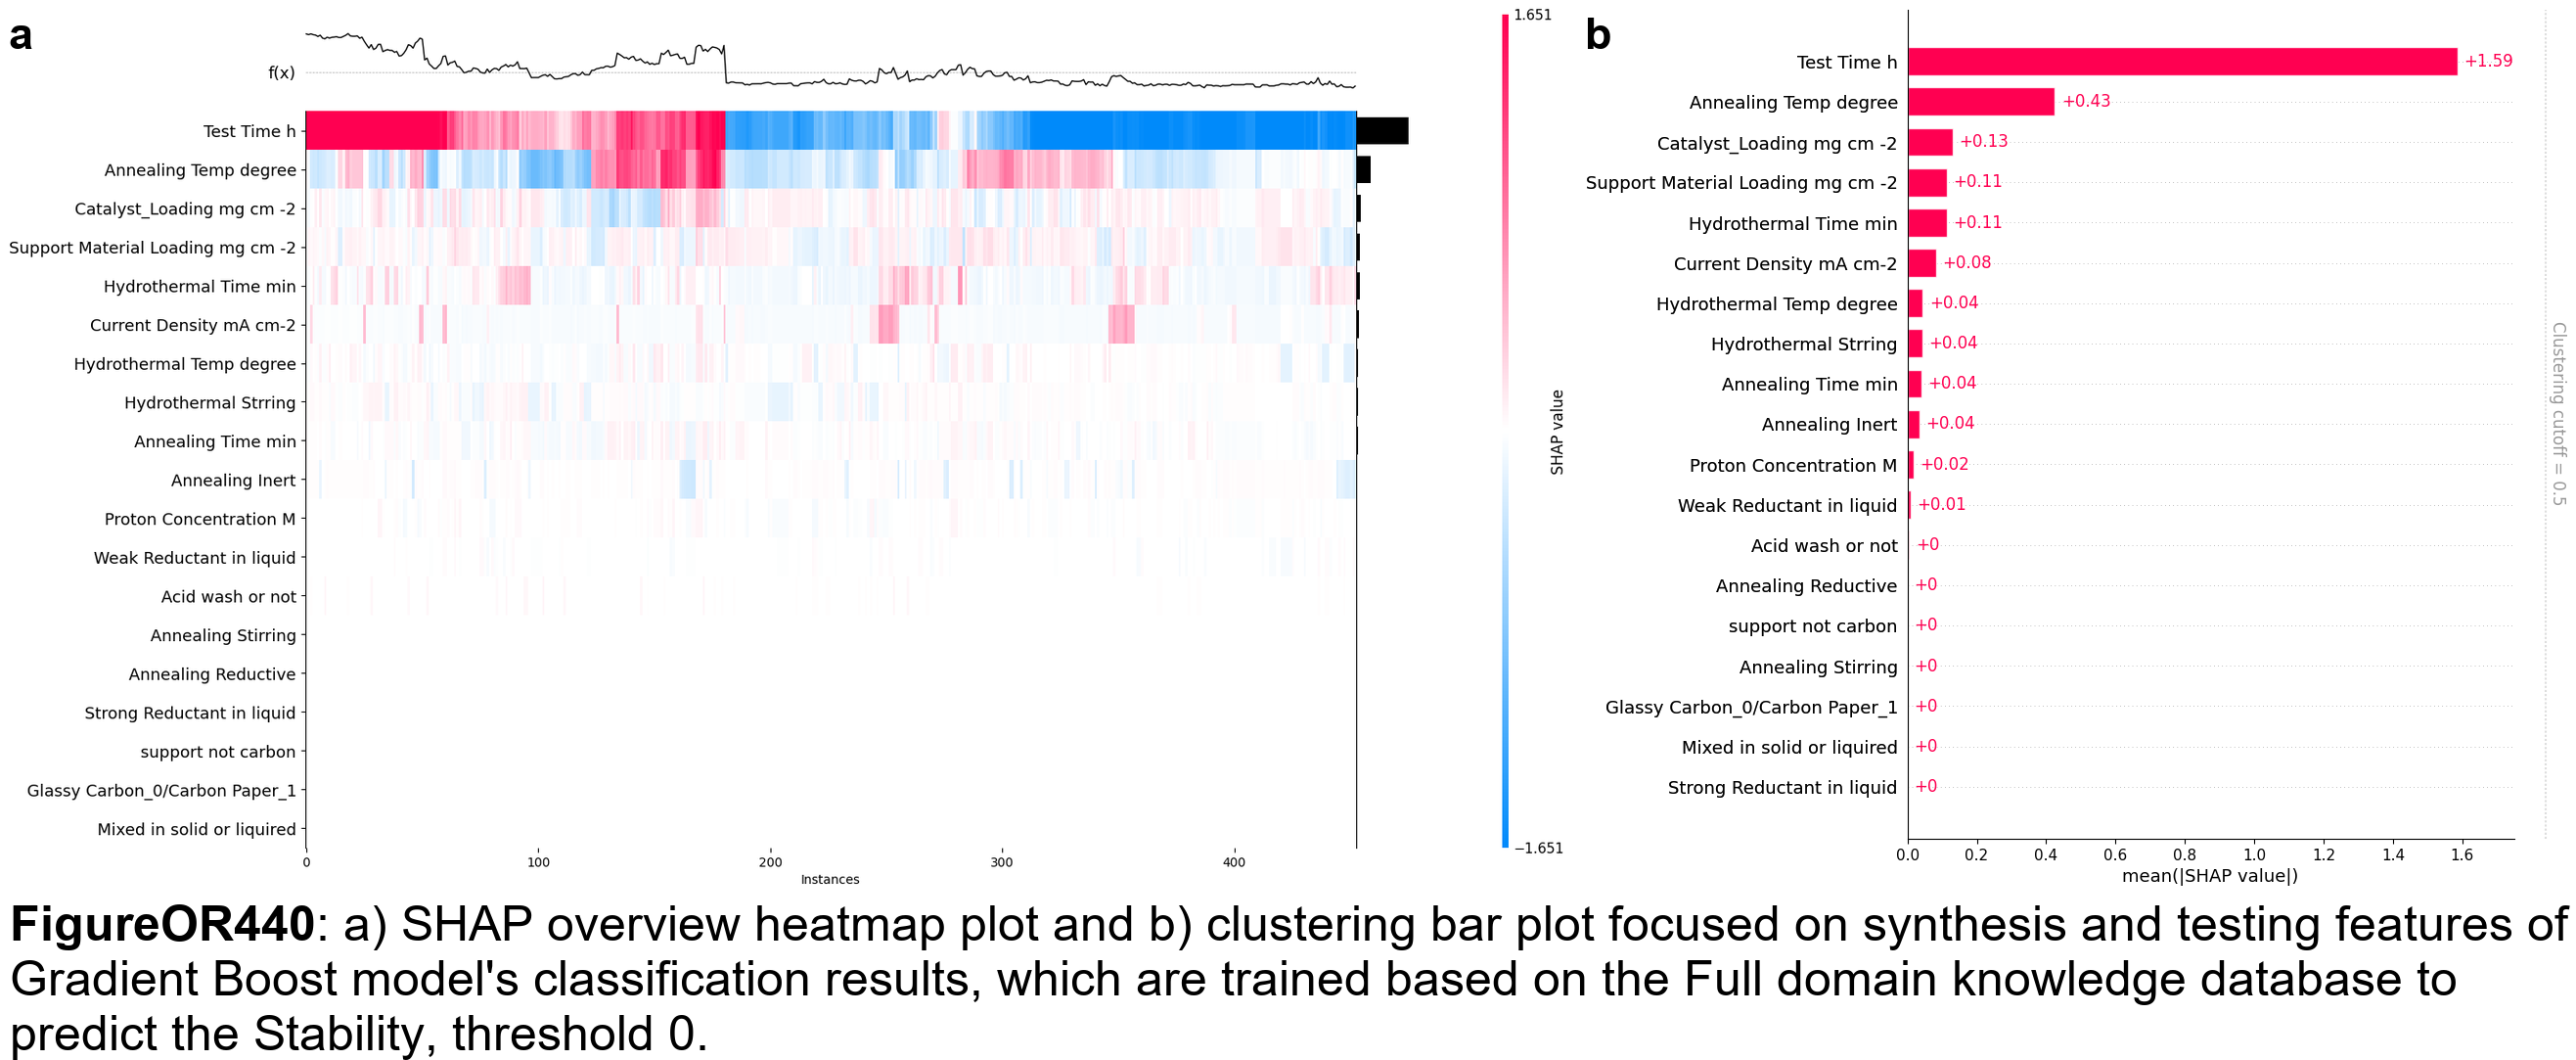 a
f(x)
Test Time h
Annealing Temp degree
Catalyst_Loading mg cm -2
Support Material Loading mg cm -2
Hydrothermal Time min
Current Density mA cm-2
Hydrothermal Temp degree
Hydrothermal Strring
Annealing Time min
Annealing Inert
Proton Concentration M
Weak Reductant in liquid
Acid wash or not
Annealing Stirring
Annealing Reductive
Strong Reductant in liquid
support not carbon
Glassy Carbon_0/Carbon Paper_1
Mixed in solid or liquired
0 100 200 300 400
Instances
1.651
SHAP value
−1.651
b
Test Time h +1.59
Annealing Temp degree +0.43
Catalyst_Loading mg cm -2 +0.13
Support Material Loading mg cm -2 +0.11
Hydrothermal Time min +0.11
Current Density mA cm-2 +0.08
Hydrothermal Temp degree +0.04
Hydrothermal Strring +0.04
Annealing Time min +0.04
Annealing Inert +0.04
Proton Concentration M +0.02
Weak Reductant in liquid +0.01
Acid wash or not +0
Annealing Reductive +0
support not carbon +0
Annealing Stirring +0
Glassy Carbon_0/Carbon Paper_1 +0
Mixed in solid or liquired +0
Strong Reductant in liquid +0
0.0 0.2 0.4 0.6 0.8 1.0 1.2 1.4 1.6
mean(|SHAP value|)
Clustering cutoff = 0.5
FigureOR440: a) SHAP overview heatmap plot and b) clustering bar plot focused on synthesis and testing features of
Gradient Boost model's classification results, which are trained based on the Full domain knowledge database to
predict the Stability, threshold 0.